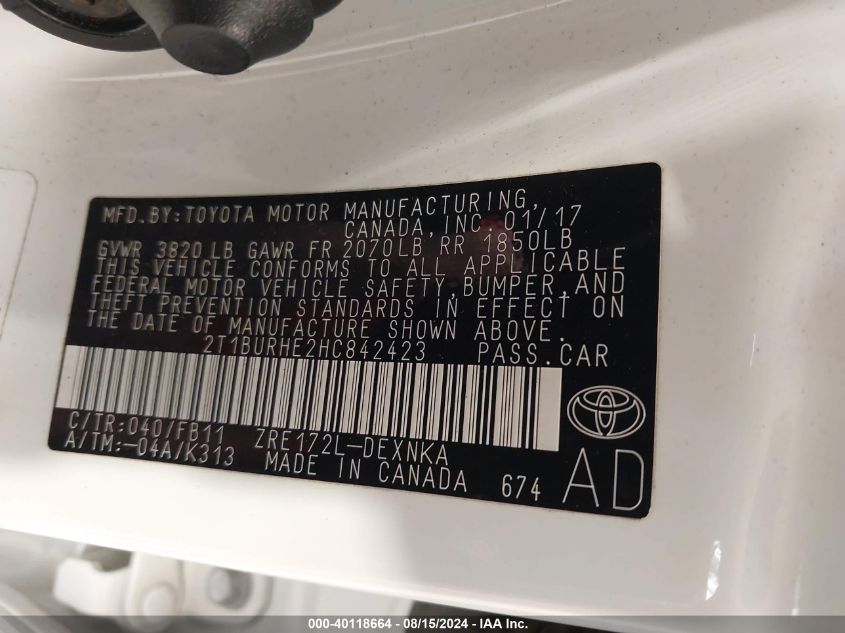 MFD.BY:TOYOTA MOTOR MANUFACTURING,
CANADA,INC. 01/17
GVWR 3820 LB GAWR FR 2070LB RR 1850LB
THIS VEHICLE CONFORMS TO ALL APPLICABLE
FEDERAL MOTOR VEHICLE SAFETY,BUMPER,AND
THEFT PREVENTION STANDARDS IN EFFECT ON
THE DATE OF MANUFACTURE SHOWN ABOVE.
2T1BURHE2HC842423 PASS.CAR
C/TR:040/FB11 ZRE172L-DEXNKA
A/TM:-04A/K313 MADE IN CANADA 674 AD
000-40118664 - 08/15/2024 - IAA Inc.